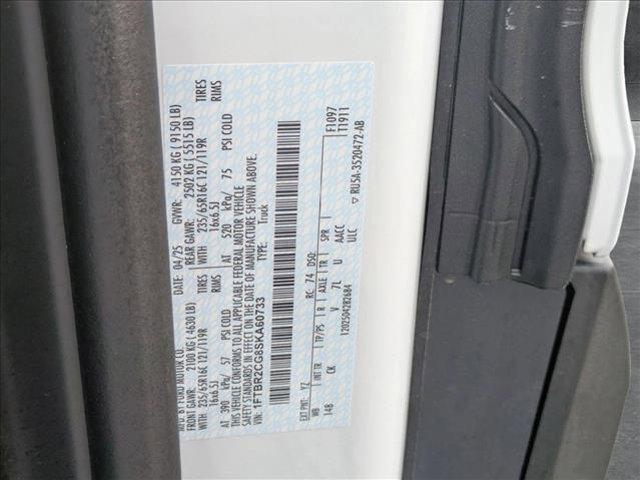 MFD. BY FORD MOTOR CO.
DATE: 04/25 GVWR: 4150 KG ( 9150 LB)
FRONT GAWR: 2100 KG ( 4630 LB) REAR GAWR: 2502 KG ( 5515 LB)
WITH 235/65R16C 121/119R TIRES WITH 235/65R16C 121/119R TIRES
16x6.5J RIMS 16x6.5J RIMS
AT 390 kPa/ 57 PSI COLD AT 520 kPa/ 75 PSI COLD
THIS VEHICLE CONFORMS TO ALL APPLICABLE FEDERAL MOTOR VEHICLE
SAFETY STANDARDS IN EFFECT ON THE DATE OF MANUFACTURE SHOWN ABOVE.
VIN: 1FTBR2CG8SKA60733 TYPE: Truck
EXT PNT: YZ RC: 74 DSO: F1097
WB INT TR TP/PS R AXLE TR SPR T1911
148 CK V 7L U AACE
ULC
1202504282684 RU5A-3520472-AB